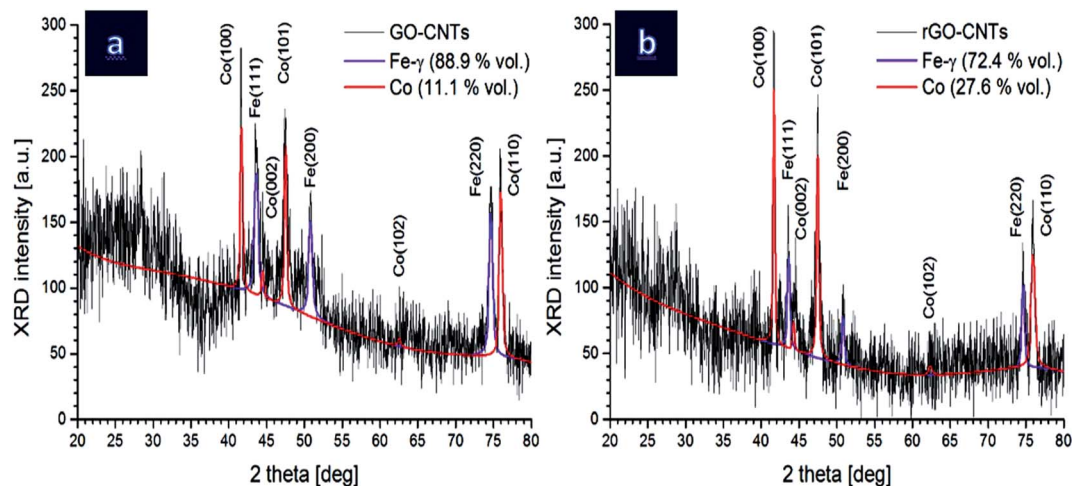 a
GO-CNTs
Fe-γ (88.9 % vol.)
Co (11.1 % vol.)
Co(100)
Fe(111)
Co(002)
Co(101)
Fe(200)
Co(102)
Fe(220)
Co(110)
XRD intensity [a.u.]
300
250
200
150
100
50
0
20 25 30 35 40 45 50 55 60 65 70 75 80
2 theta [deg]
b
rGO-CNTs
Fe-γ (72.4 % vol.)
Co (27.6 % vol.)
Co(100)
Fe(111)
Co(002)
Co(101)
Fe(200)
Co(102)
Fe(220)
Co(110)
XRD intensity [a.u.]
300
250
200
150
100
50
0
20 25 30 35 40 45 50 55 60 65 70 75 80
2 theta [deg]